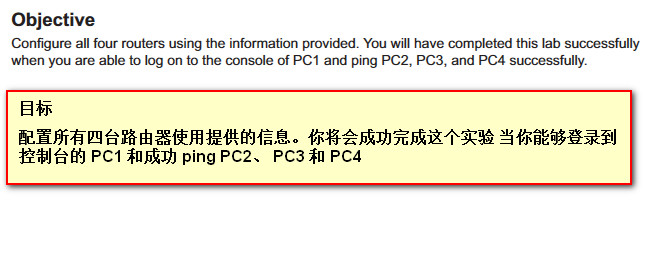 Objective
Configure all four routers using the information provided. You will have completed this lab successfully
when you are able to log on to the console of PC1 and ping PC2, PC3, and PC4 successfully.
目标
配置所有四台路由器使用提供的信息。你将会成功完成这个实验 当你能够登录到
控制台的 PC1 和成功 ping PC2、 PC3 和 PC4